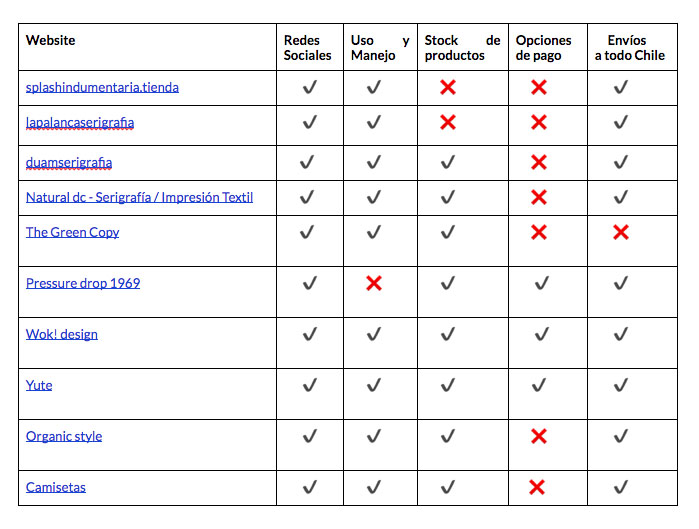 Website Redes Sociales Uso y Manejo Stock de productos Opciones de pago Envíos a todo Chile
splashindumentaria.tienda ✔ ✔ ❌ ❌ ✔
lapalancaserigrafia ✔ ✔ ❌ ❌ ✔
duamserigrafia ✔ ✔ ✔ ❌ ✔
Natural dc - Serigrafía / Impresión Textil ✔ ✔ ✔ ❌ ✔
The Green Copy ✔ ✔ ✔ ❌ ❌
Pressure drop 1969 ✔ ❌ ✔ ✔ ✔
Wok! design ✔ ✔ ✔ ✔ ✔
Yute ✔ ✔ ✔ ✔ ✔
Organic style ✔ ✔ ✔ ❌ ✔
Camisetas ✔ ✔ ✔ ❌ ✔